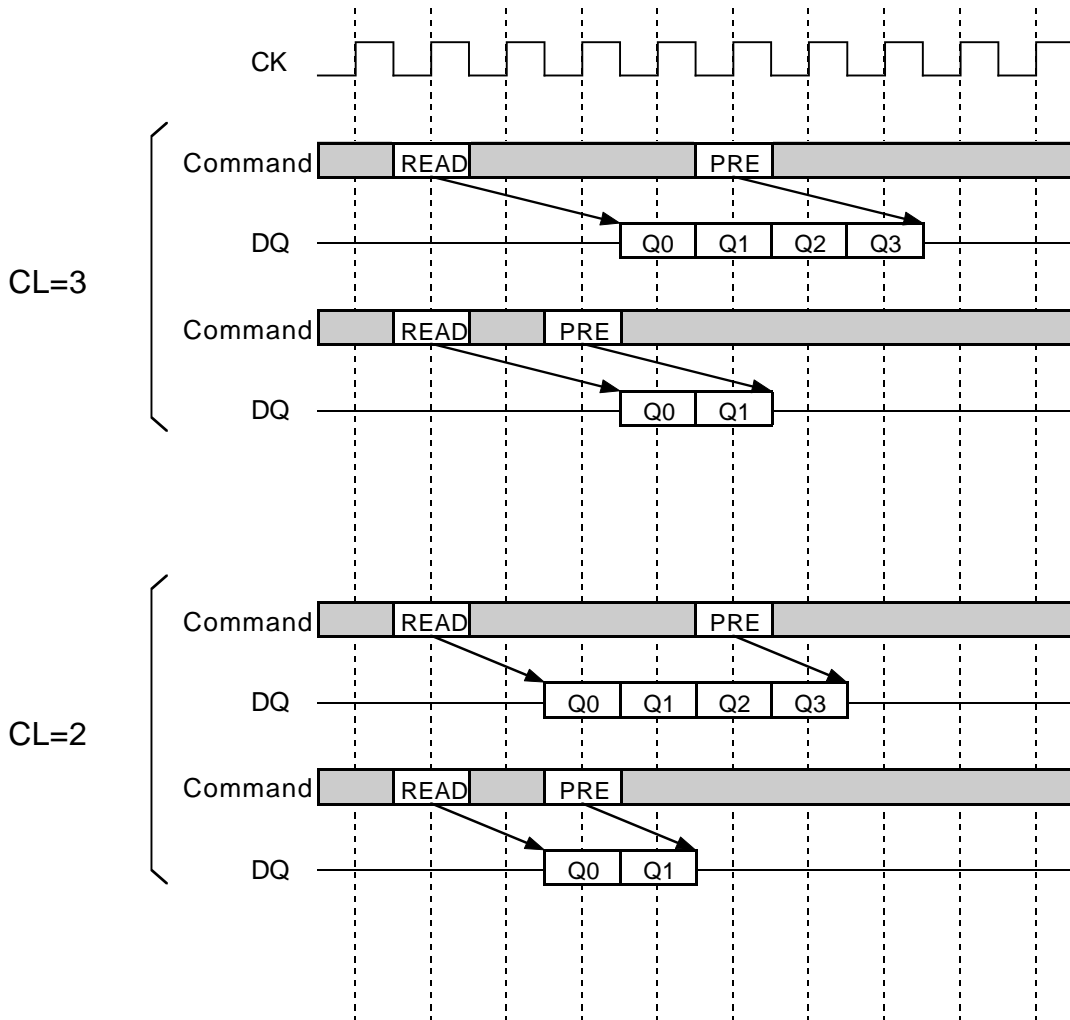 CK
Command READ PRE
DQ Q0 Q1 Q2 Q3
CL=3
Command READ PRE
DQ Q0 Q1
Command READ PRE
DQ Q0 Q1 Q2 Q3
CL=2
Command READ PRE
DQ Q0 Q1